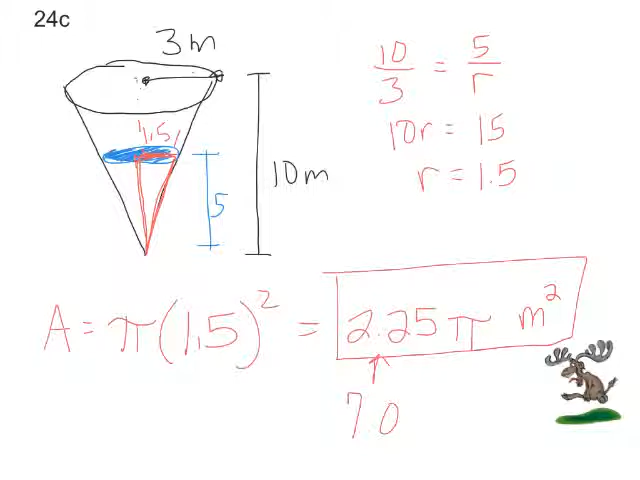 24c
3 m
10/3 = 5/r
10r = 15
r = 1.5
1.5
5
10m
A = π(1.5)² = 2.25 π m²
70